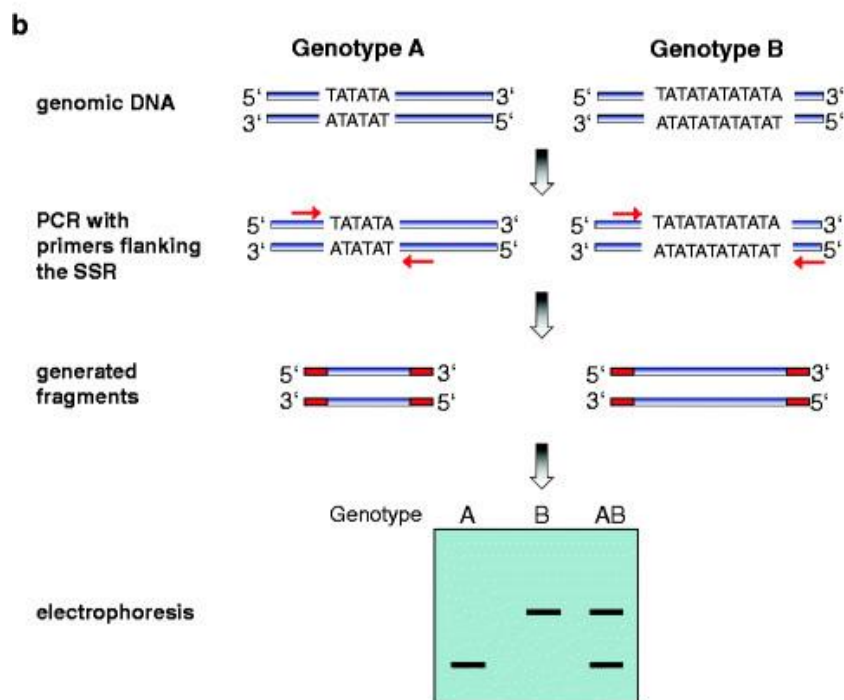 b
Genotype A Genotype B
genomic DNA
5‘ TATATA 3‘ 5‘ TATATATATATA 3‘
3‘ ATATAT 5‘ 3‘ ATATATATATAT 5‘
PCR with
primers flanking
the SSR
5‘ TATATA 3‘ 5‘ TATATATATATA 3‘
3‘ ATATAT 5‘ 3‘ ATATATATATAT 5‘
generated
fragments
5‘ 3‘ 5‘ 3‘
3‘ 5‘ 3‘ 5‘
Genotype A B AB
electrophoresis